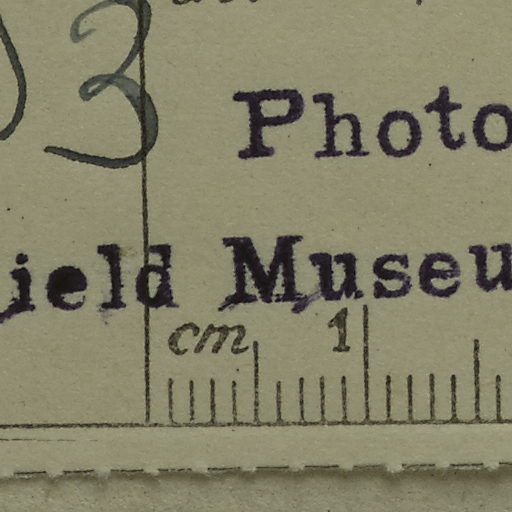 3
Photo
ield Museu
cm 1